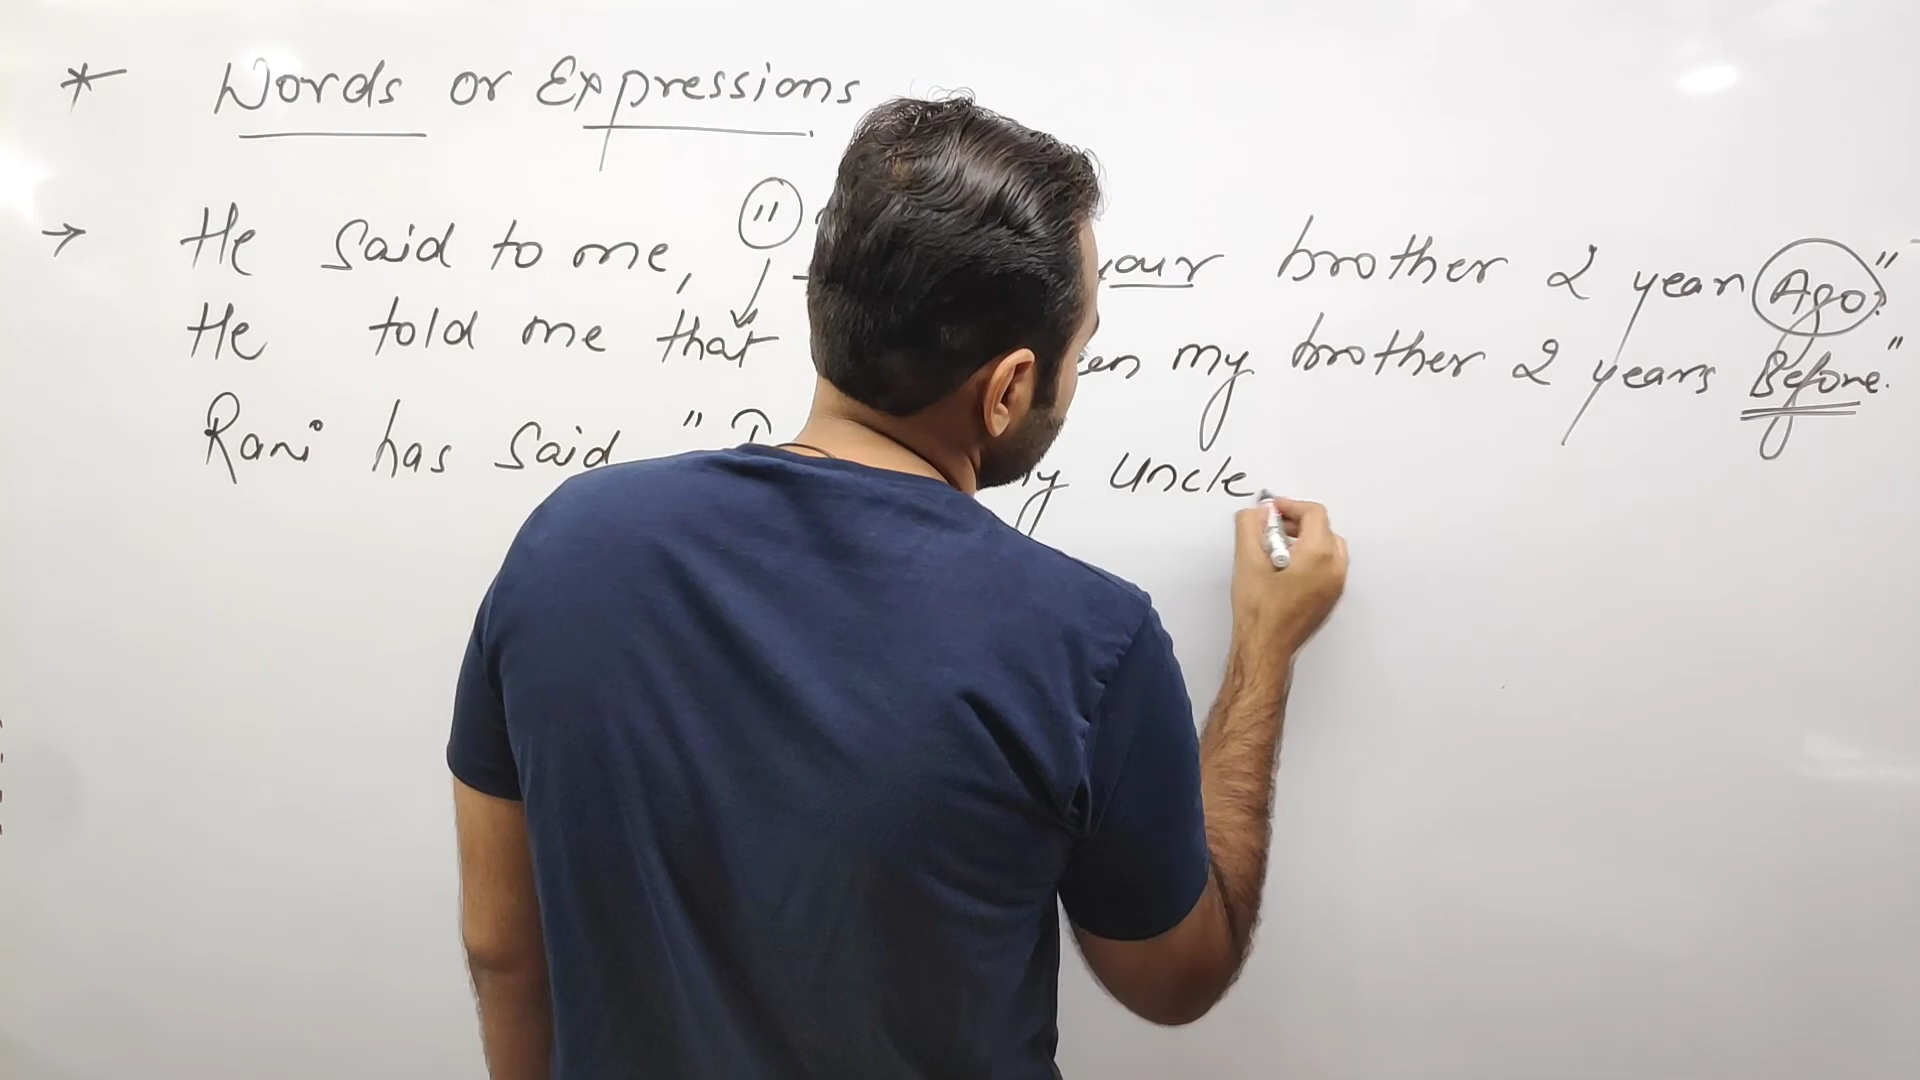 * Words or Expressions
→ He said to me, " your brother 2 year Ago."
He told me that my brother 2 years Before."
Rani has said " my uncle